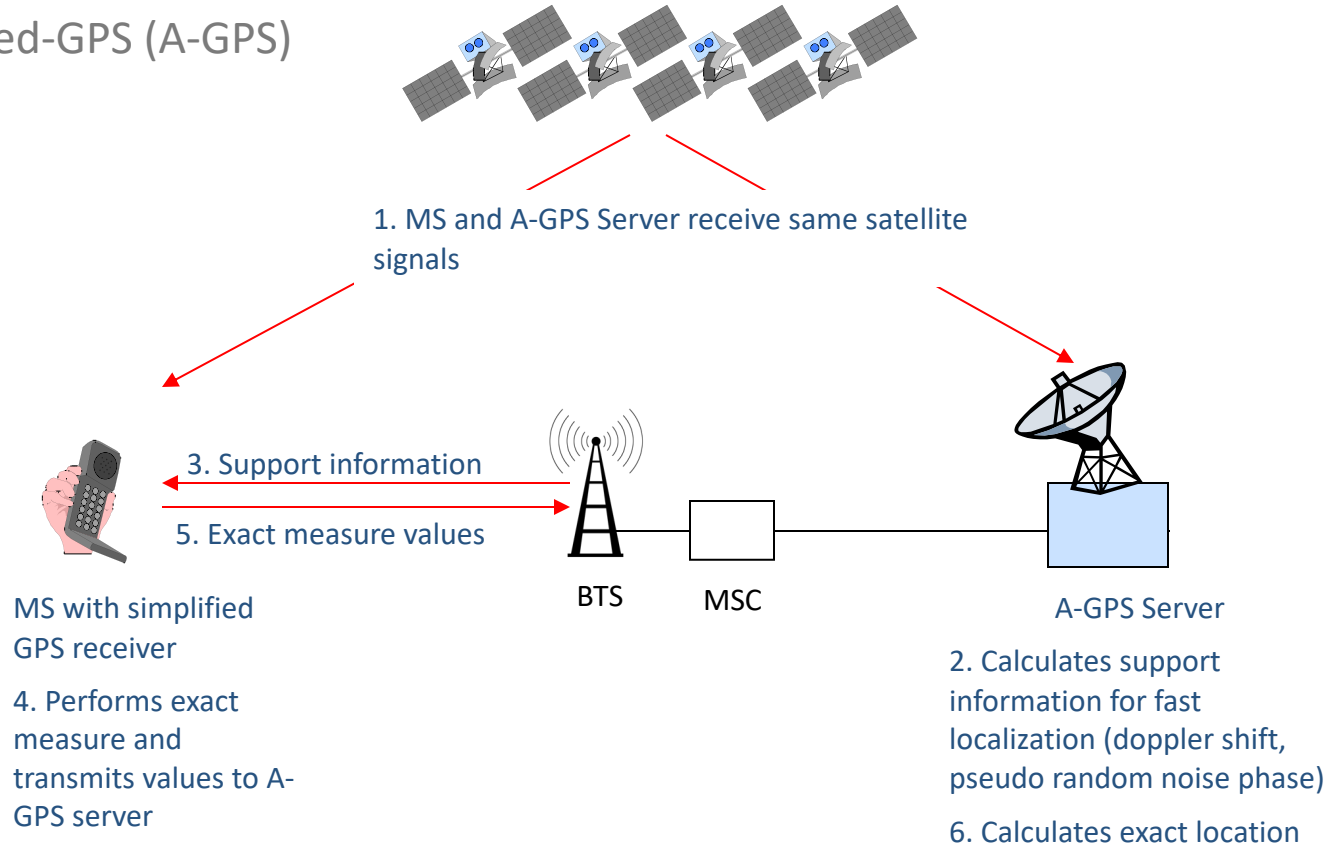 ed-GPS (A-GPS)
1. MS and A-GPS Server receive same satellite
signals
3. Support information
5. Exact measure values
BTS
MSC
MS with simplified
GPS receiver
4. Performs exact
measure and
transmits values to A-
GPS server
A-GPS Server
2. Calculates support
information for fast
localization (doppler shift,
pseudo random noise phase)
6. Calculates exact location